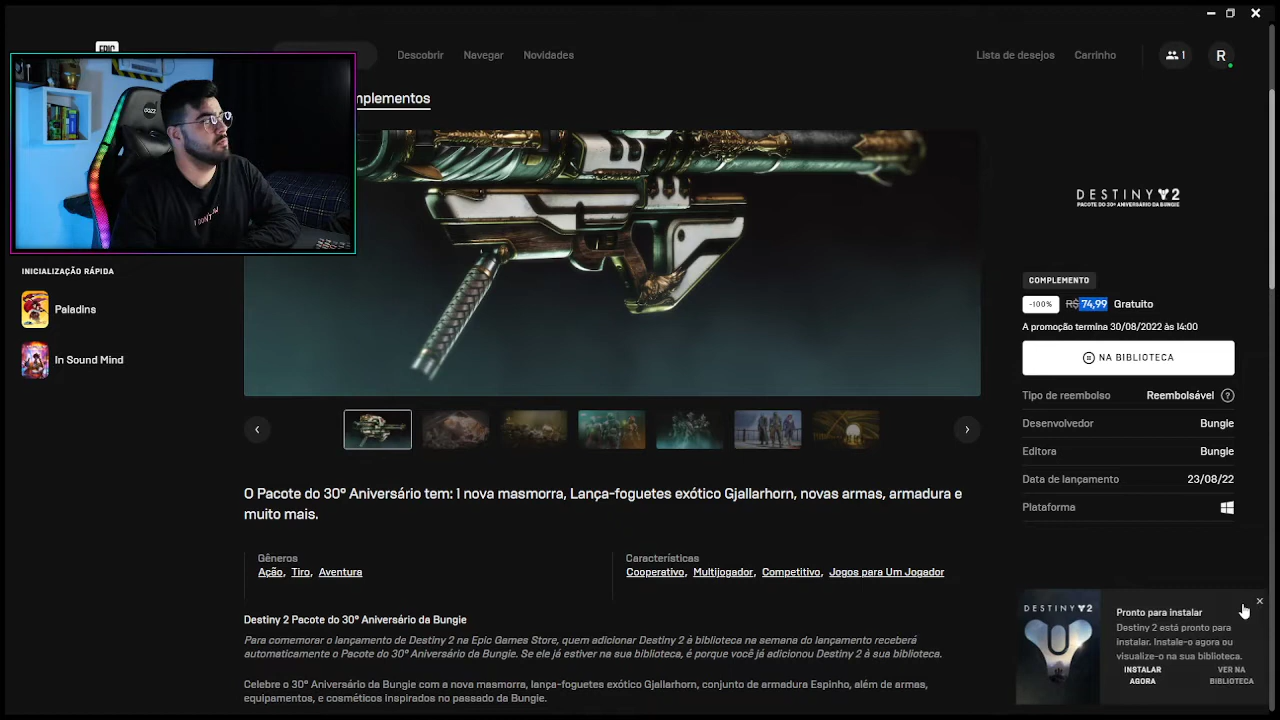 EPIC
Descobrir
Navegar
Novidades
Lista de desejos
Carrinho
1
R
mplementos
INICIALIZAÇÃO RÁPIDA
Paladins
In Sound Mind
DESTINY 2
PACOTE DO 30º ANIVERSÁRIO DA BUNGIE
COMPLEMENTO
-100% R$ 74,99 Gratuito
A promoção termina 30/08/2022 às 14:00
NA BIBLIOTECA
Tipo de reembolso Reembolsável ?
Desenvolvedor Bungie
Editora Bungie
Data de lançamento 23/08/22
Plataforma
O Pacote do 30º Aniversário tem: 1 nova masmorra, Lança-foguetes exótico Gjallarhorn, novas armas, armadura e
muito mais.
Gêneros
Ação, Tiro, Aventura
Características
Cooperativo, Multijogador, Competitivo, Jogos para Um Jogador
Destiny 2 Pacote do 30º Aniversário da Bungie
Para comemorar o lançamento de Destiny 2 na Epic Games Store, quem adicionar Destiny 2 à biblioteca na semana do lançamento receberá
automaticamente o Pacote do 30º Aniversário da Bungie. Se ele já estiver na sua biblioteca, é porque você já adicionou Destiny 2 à sua biblioteca.
Celebre o 30º Aniversário da Bungie com a nova masmorra, lança-foguetes exótico Gjallarhorn, conjunto de armadura Espinho, além de armas,
equipamentos, e cosméticos inspirados no passado da Bungie.
DESTINY 2
Pronto para instalar
Destiny 2 está pronto para
instalar. Instale-o agora ou
visualize-o na sua biblioteca.
INSTALAR
AGORA
VER NA
BIBLIOTECA